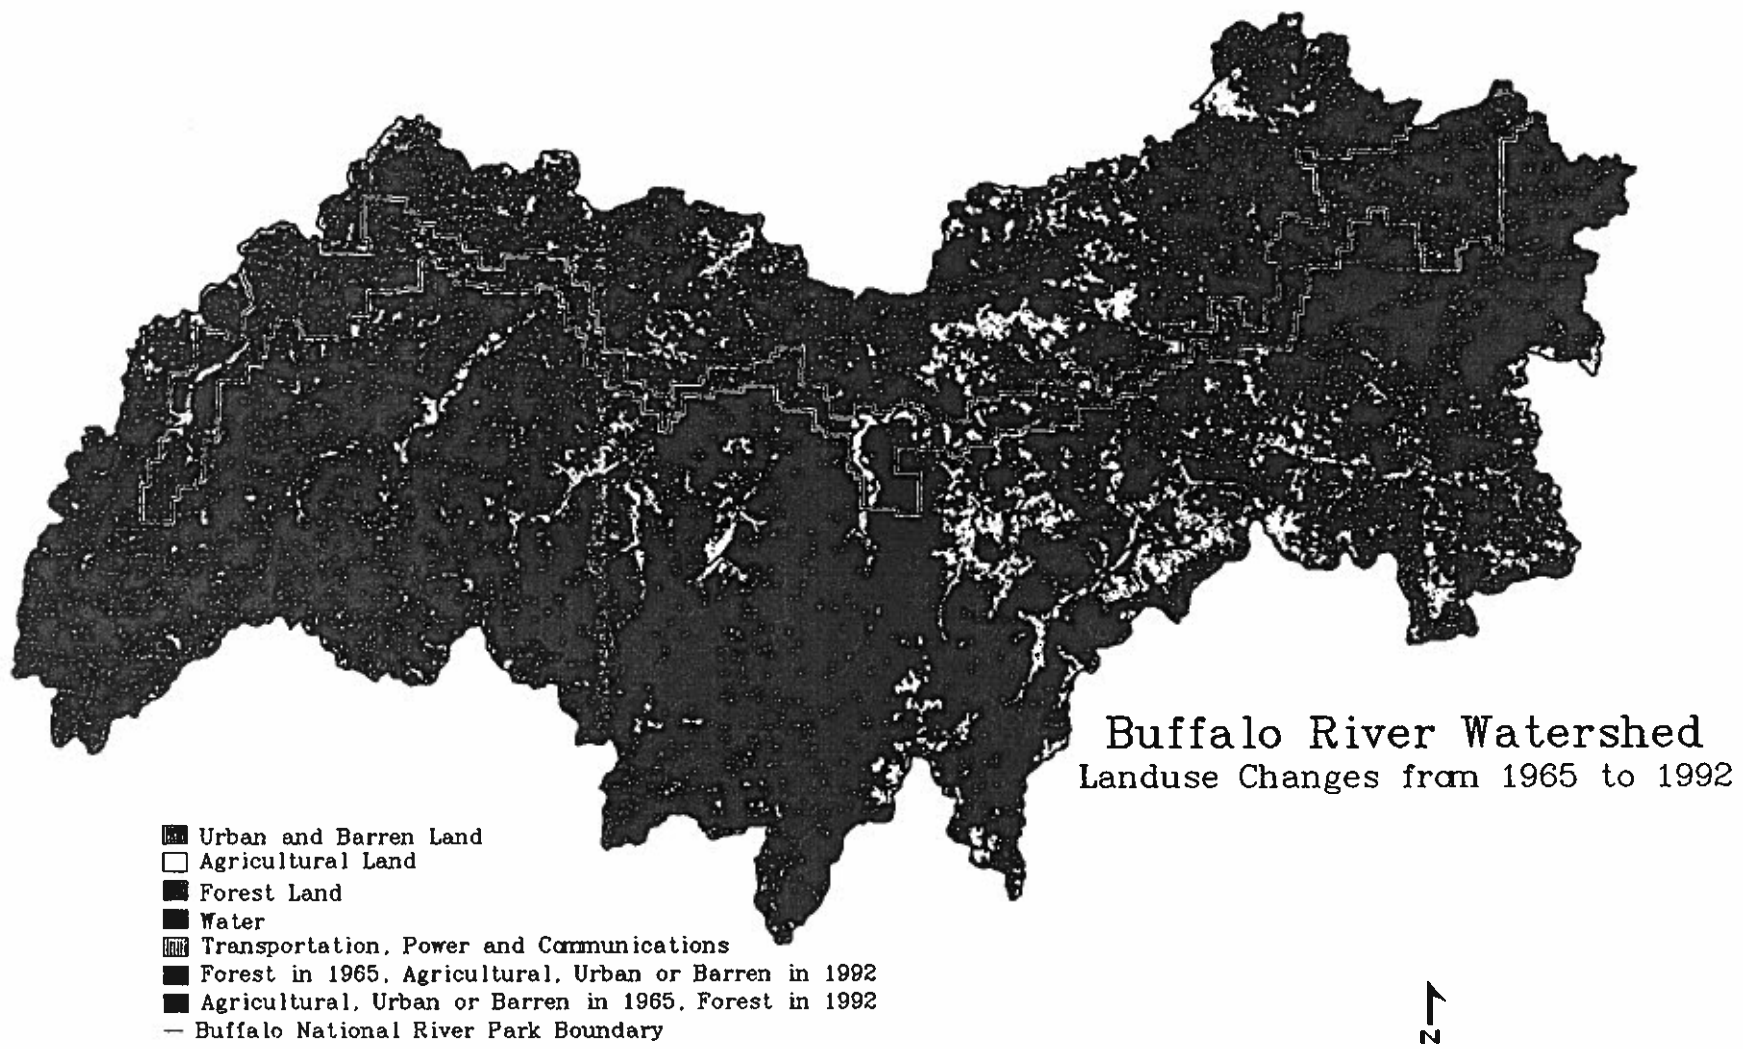 Buffalo River Watershed
Landuse Changes from 1965 to 1992
Urban and Barren Land
Agricultural Land
Forest Land
Water
Transportation, Power and Communications
Forest in 1965, Agricultural, Urban or Barren in 1992
Agricultural, Urban or Barren in 1965, Forest in 1992
— Buffalo National River Park Boundary
N